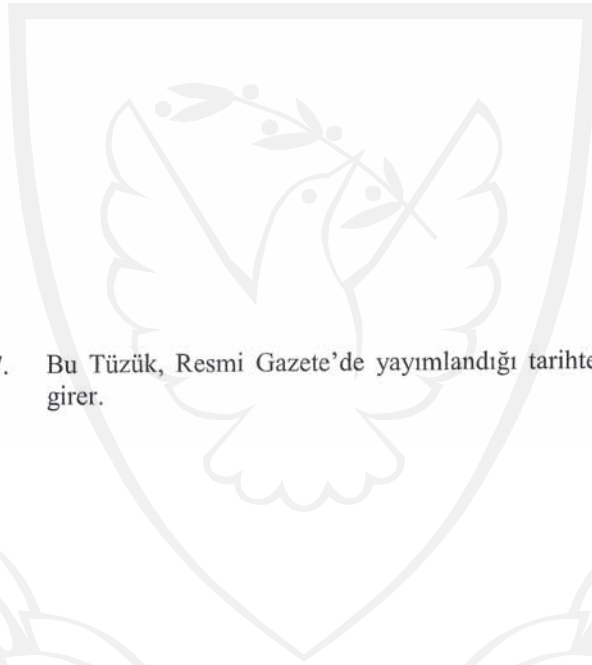 7. Bu Tüzük, Resmi Gazete’de yayımlandığı tarihte
girer.